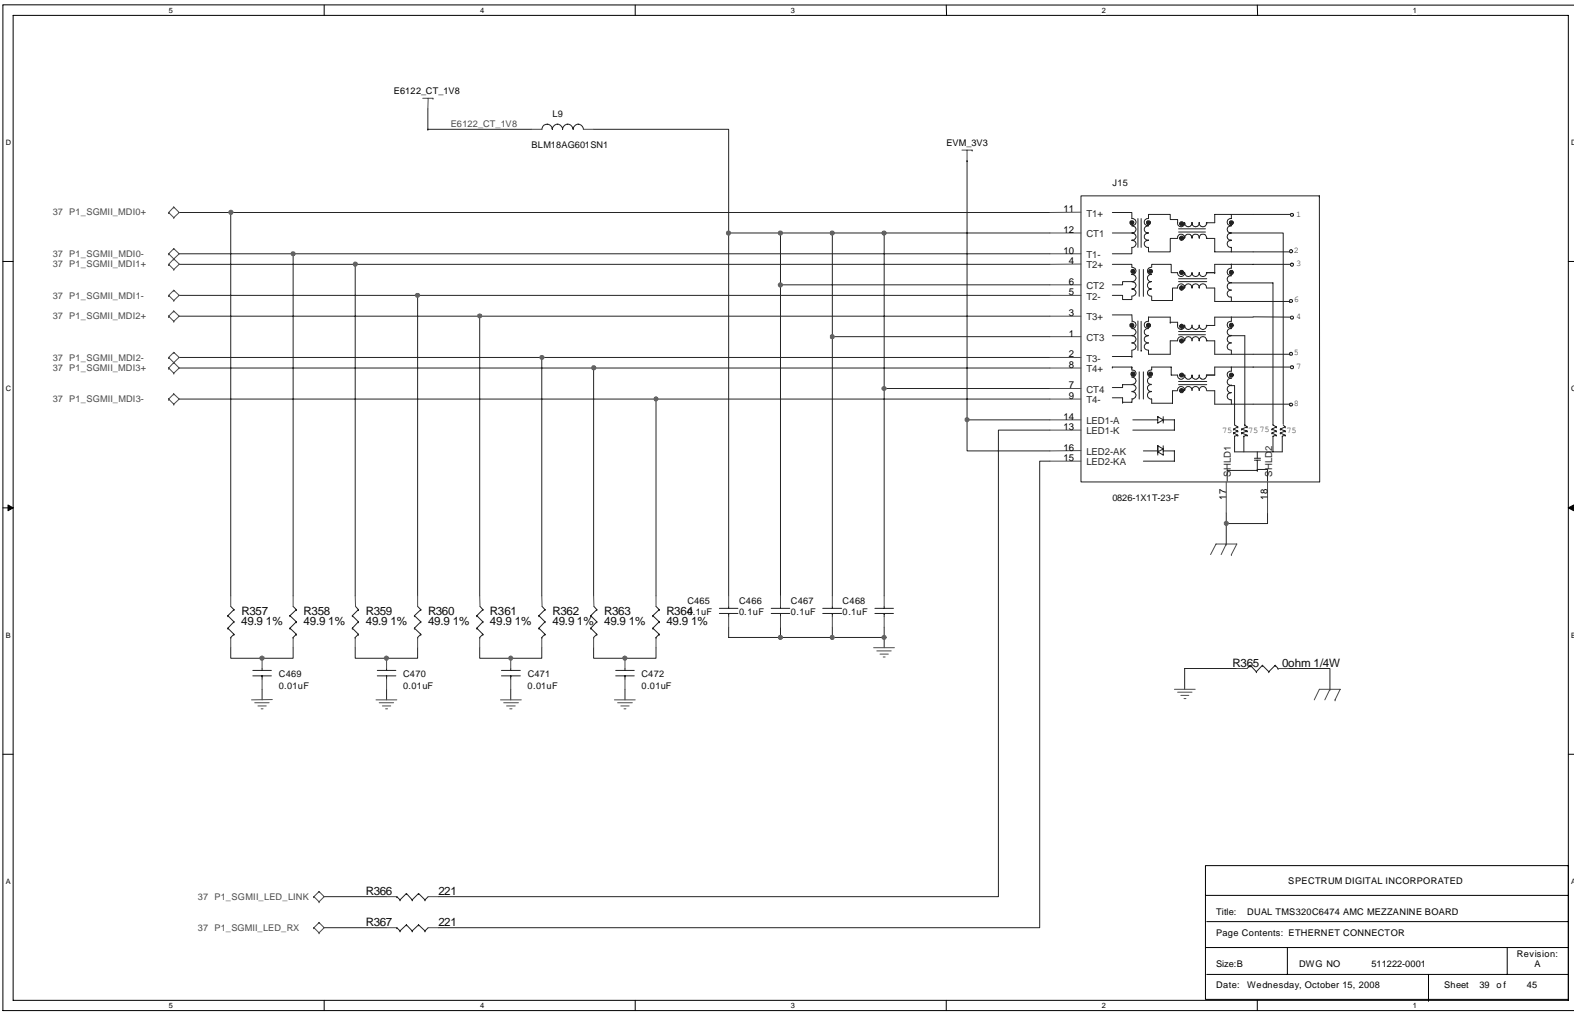 5 4 3 2 1
D
C
B
A
E6122_CT_1V8
E6122_CT_1V8
L9
BLM18AG601SN1
EVM_3V3
J15
37 P1_SGMII_MDI0+
37 P1_SGMII_MDI0-
37 P1_SGMII_MDI1+
37 P1_SGMII_MDI1-
37 P1_SGMII_MDI2+
37 P1_SGMII_MDI2-
37 P1_SGMII_MDI3+
37 P1_SGMII_MDI3-
11 T1+
12 CT1
10 T1-
4 T2+
6 CT2
5 T2-
3 T3+
1 CT3
2 T3-
8 T4+
7 CT4
9 T4-
14 LED1-A
13 LED1-K
16 LED2-AK
15 LED2-KA
1
2
3
6
4
5
7
8
75 75 75 75
SHLD1 SHLD2
17 18
0826-1X1T-23-F
R357
49.9 1%
R358
49.9 1%
R359
49.9 1%
R360
49.9 1%
R361
49.9 1%
R362
49.9 1%
R363
49.9 1%
R364
49.9 1%
C465
0.1uF
C466
0.1uF
C467
0.1uF
C468
0.1uF
C469
0.01uF
C470
0.01uF
C471
0.01uF
C472
0.01uF
R365 0ohm 1/4W
37 P1_SGMII_LED_LINK R366 221
37 P1_SGMII_LED_RX R367 221
SPECTRUM DIGITAL INCORPORATED
Title: DUAL TMS320C6474 AMC MEZZANINE BOARD
Page Contents: ETHERNET CONNECTOR
Size:B DWG NO 511222-0001 Revision: A
Date: Wednesday, October 15, 2008 Sheet 39 of 45
D
C
B
A
5 4 3 2 1